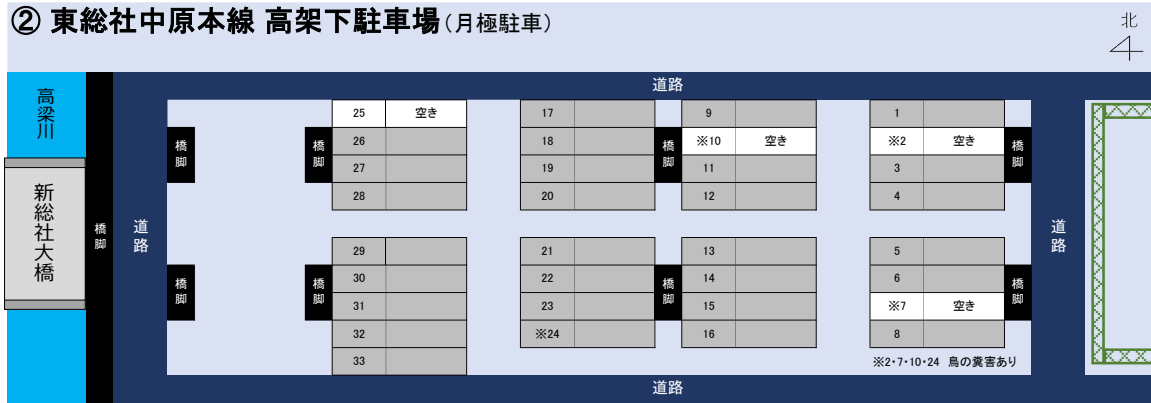 ② 東総社中原本線 高架下駐車場(月極駐車)
北
道路
高梁川
新総社大橋
橋脚
道路
橋脚
橋脚
橋脚
橋脚
25 空き
26
27
28
29
30
31
32
33
17
18
19
20
21
22
23
※24
橋脚
橋脚
9
※10 空き
11
12
13
14
15
16
1
※2 空き
3
4
5
6
※7 空き
8
橋脚
橋脚
※2・7・10・24 鳥の糞害あり
道路
道路